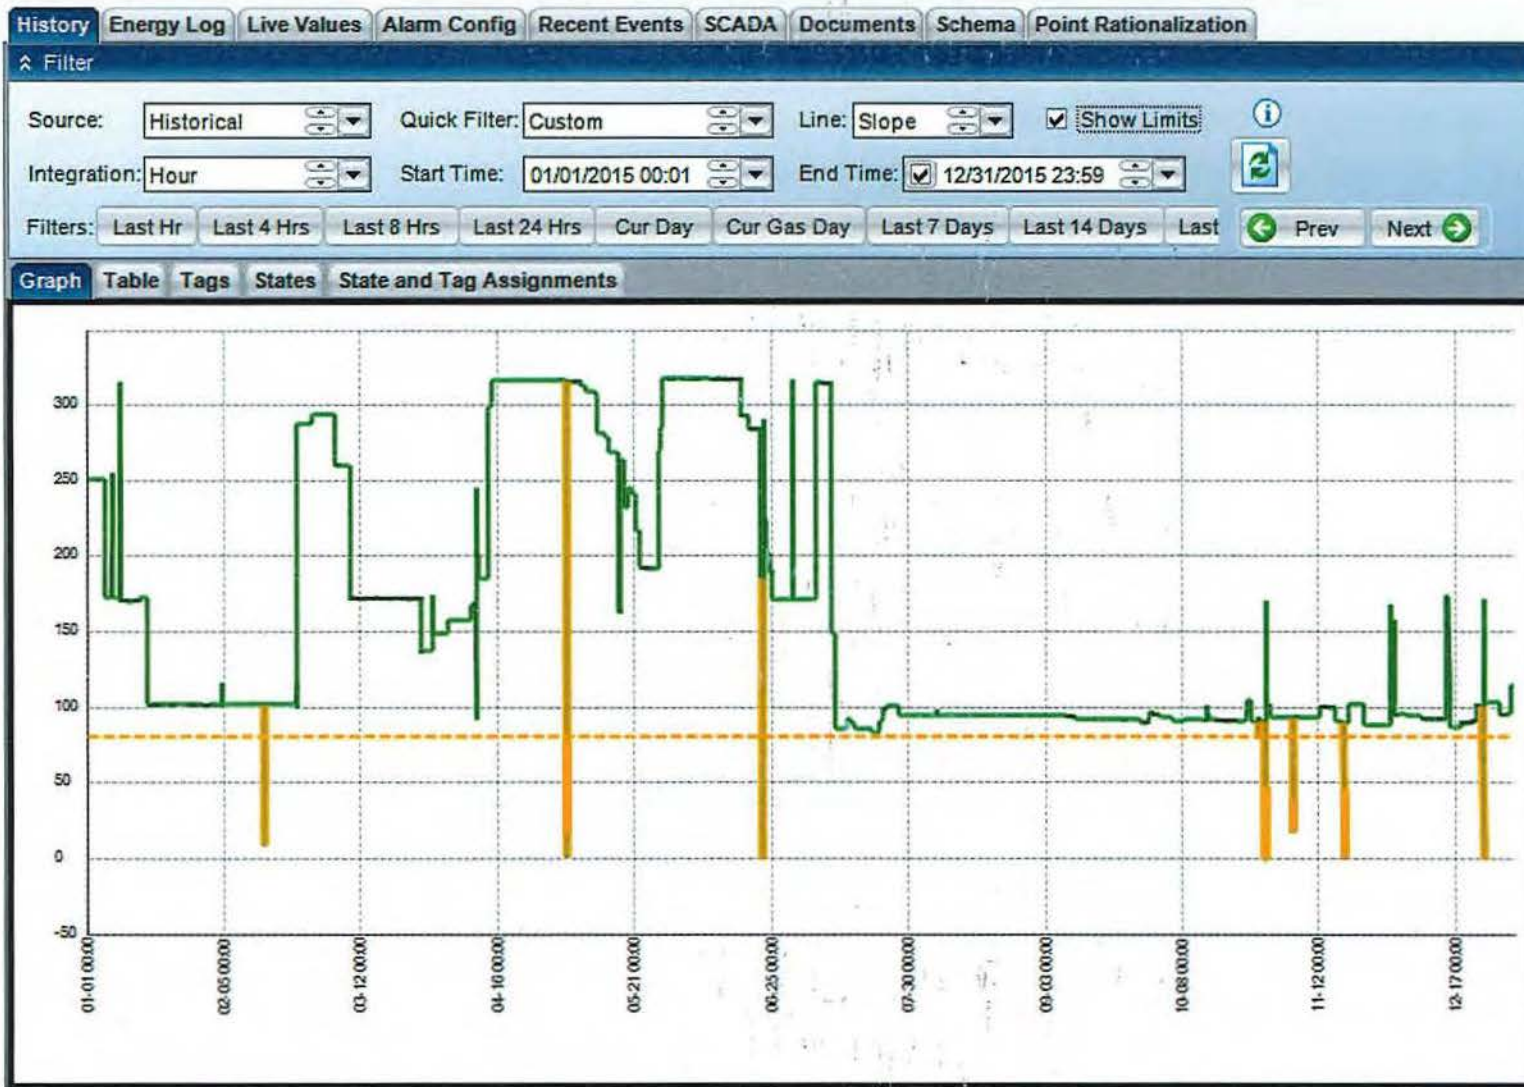 History Energy Log Live Values Alarm Config Recent Events SCADA Documents Schema Point Rationalization
Filter
Source: Historical Quick Filter: Custom Line: Slope Show Limits
Integration: Hour Start Time: 01/01/2015 00:01 End Time: 12/31/2015 23:59
Filters: Last Hr Last 4 Hrs Last 8 Hrs Last 24 Hrs Cur Day Cur Gas Day Last 7 Days Last 14 Days Last Prev Next
Graph Table Tags States State and Tag Assignments
300
250
200
150
100
50
0
-50
01-01 00:00 02-05 00:00 03-12 00:00 04-16 00:00 05-21 00:00 06-25 00:00 07-30 00:00 09-03 00:00 10-08 00:00 11-12 00:00 12-17 00:00